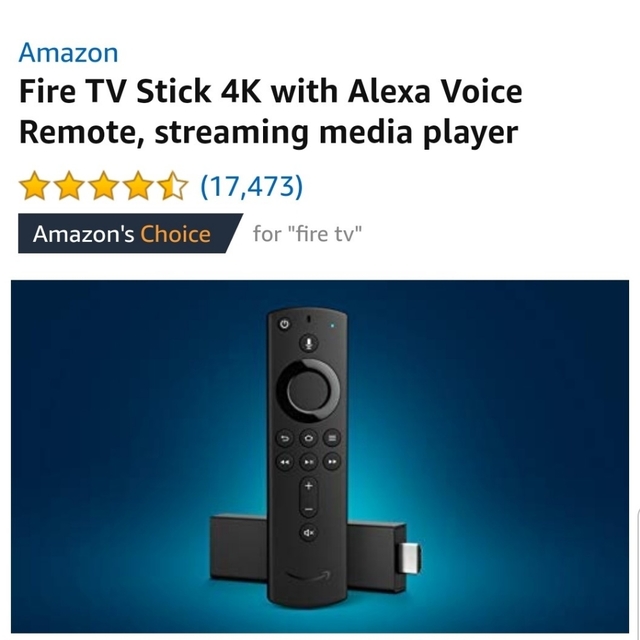 Amazon
Fire TV Stick 4K with Alexa Voice
Remote, streaming media player
(17,473)
Amazon's Choice for "fire tv"